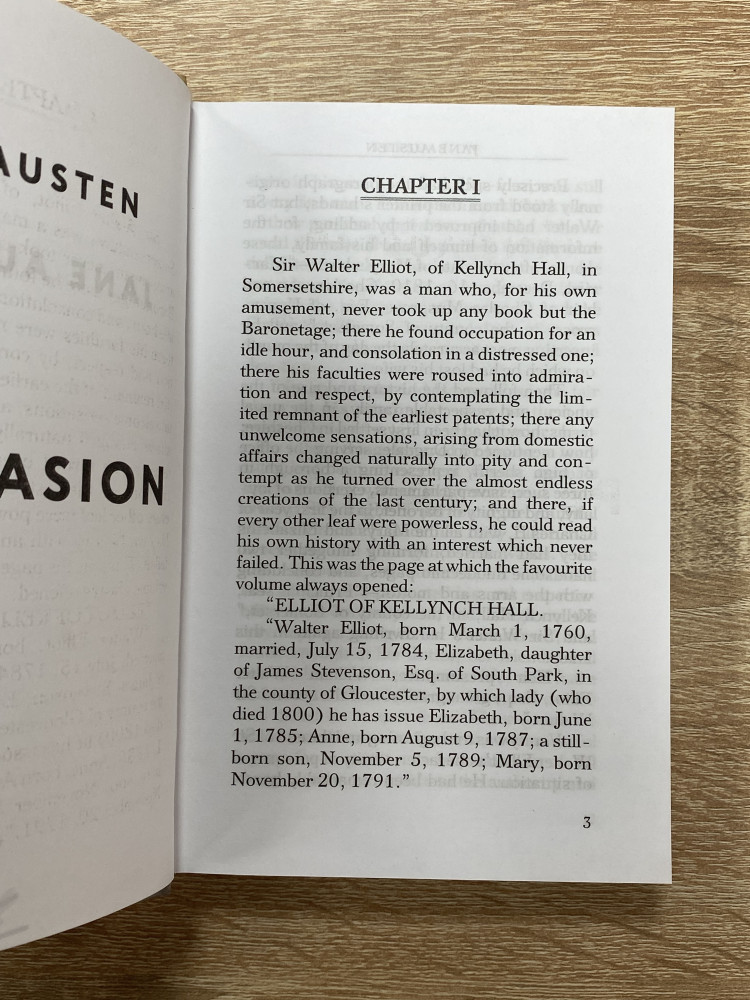 AUSTEN
ASION
CHAPTER I
Sir Walter Elliot, of Kellynch Hall, in
Somersetshire, was a man who, for his own
amusement, never took up any book but the
Baronetage; there he found occupation for an
idle hour, and consolation in a distressed one;
there his faculties were roused into admira-
tion and respect, by contemplating the lim-
ited remnant of the earliest patents; there any
unwelcome sensations, arising from domestic
affairs changed naturally into pity and con-
tempt as he turned over the almost endless
creations of the last century; and there, if
every other leaf were powerless, he could read
his own history with an interest which never
failed. This was the page at which the favourite
volume always opened:
“ELLIOT OF KELLYNCH HALL.
“Walter Elliot, born March 1, 1760,
married, July 15, 1784, Elizabeth, daughter
of James Stevenson, Esq. of South Park, in
the county of Gloucester, by which lady (who
died 1800) he has issue Elizabeth, born June
1, 1785; Anne, born August 9, 1787; a still-
born son, November 5, 1789; Mary, born
November 20, 1791.”
3